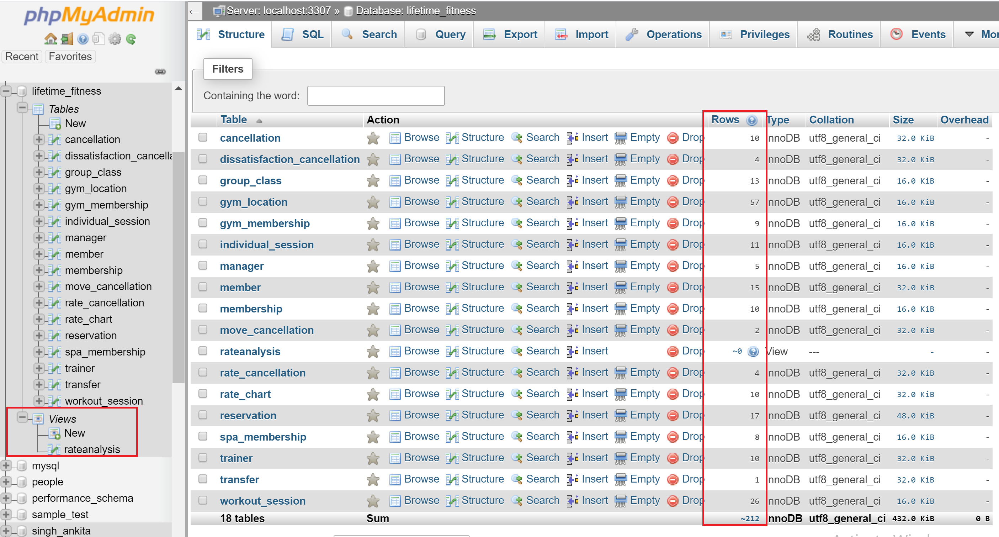 phpMyAdmin
Recent Favorites
lifetime_fitness
Tables
New
cancellation
dissatisfaction_cancella
group_class
gym_location
gym_membership
individual_session
manager
member
membership
move_cancellation
rate_cancellation
rate_chart
reservation
spa_membership
trainer
transfer
workout_session
Views
New
rateanalysis
mysql
people
performance_schema
sample_test
singh_ankita
← Server: localhost:3307 » Database: lifetime_fitness
Structure SQL Search Query Export Import Operations Privileges Routines Events Mor
Filters
Containing the word:
Table Action Rows Type Collation Size Overhead
cancellation Browse Structure Search Insert Empty Drop 10 nnoDB utf8_general_ci 32.0 KiB -
dissatisfaction_cancellation Browse Structure Search Insert Empty Drop 4 nnoDB utf8_general_ci 32.0 KiB -
group_class Browse Structure Search Insert Empty Drop 13 nnoDB utf8_general_ci 16.0 KiB -
gym_location Browse Structure Search Insert Empty Drop 57 nnoDB utf8_general_ci 16.0 KiB -
gym_membership Browse Structure Search Insert Empty Drop 9 nnoDB utf8_general_ci 16.0 KiB -
individual_session Browse Structure Search Insert Empty Drop 11 nnoDB utf8_general_ci 16.0 KiB -
manager Browse Structure Search Insert Empty Drop 5 nnoDB utf8_general_ci 16.0 KiB -
member Browse Structure Search Insert Empty Drop 15 nnoDB utf8_general_ci 32.0 KiB -
membership Browse Structure Search Insert Empty Drop 10 nnoDB utf8_general_ci 16.0 KiB -
move_cancellation Browse Structure Search Insert Empty Drop 2 nnoDB utf8_general_ci 32.0 KiB -
rateanalysis Browse Structure Search Insert Drop ~0 View --- - -
rate_cancellation Browse Structure Search Insert Empty Drop 4 nnoDB utf8_general_ci 32.0 KiB -
rate_chart Browse Structure Search Insert Empty Drop 10 nnoDB utf8_general_ci 32.0 KiB -
reservation Browse Structure Search Insert Empty Drop 17 nnoDB utf8_general_ci 48.0 KiB -
spa_membership Browse Structure Search Insert Empty Drop 8 nnoDB utf8_general_ci 16.0 KiB -
trainer Browse Structure Search Insert Empty Drop 10 nnoDB utf8_general_ci 32.0 KiB -
transfer Browse Structure Search Insert Empty Drop 1 nnoDB utf8_general_ci 32.0 KiB -
workout_session Browse Structure Search Insert Empty Drop 26 nnoDB utf8_general_ci 16.0 KiB -
18 tables Sum ~212 nnoDB utf8_general_ci 432.0 KiB 0 B